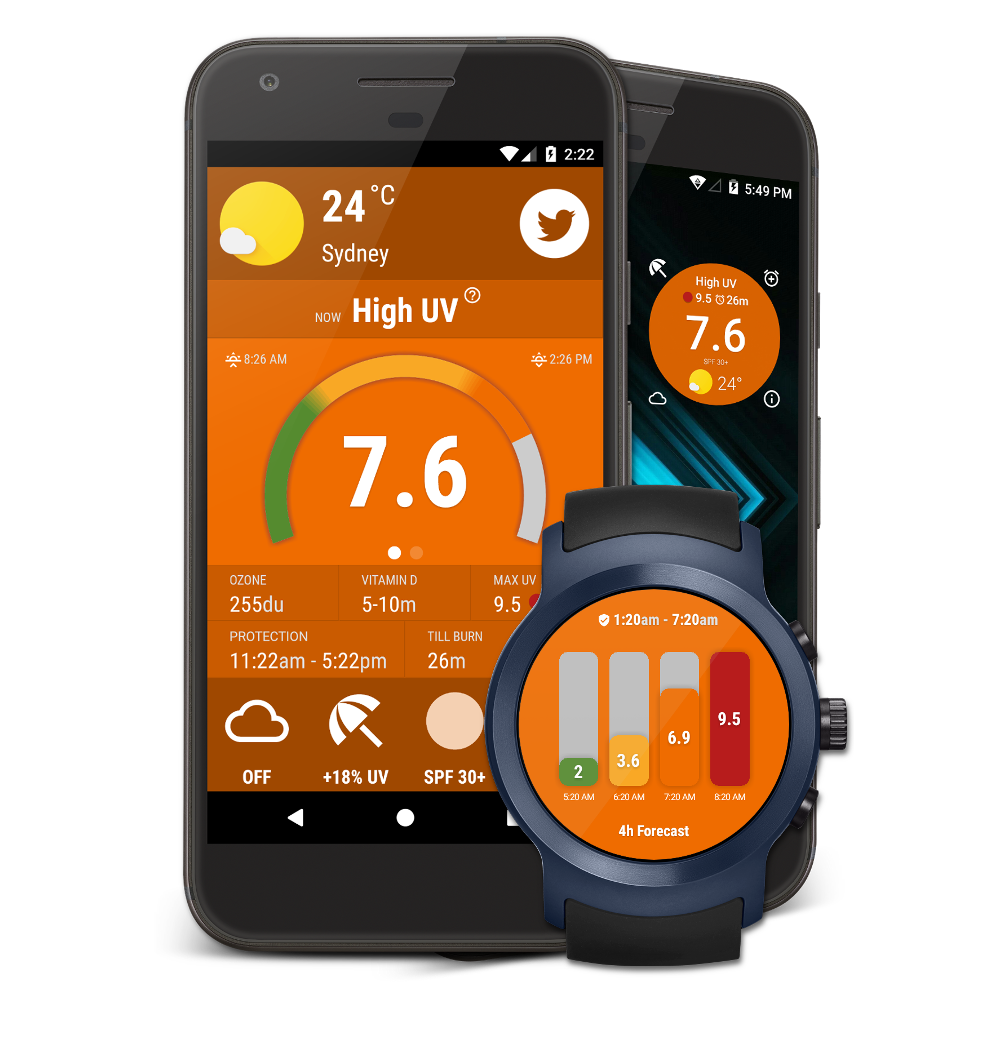 2:22
24 °C
Sydney
NOW High UV ?
8:26 AM
2:26 PM
7.6
OZONE
255du
VITAMIN D
5-10m
MAX UV
9.5
PROTECTION
11:22am - 5:22pm
TILL BURN
26m
OFF
+18% UV
SPF 30+
5:49 PM
High UV
9.5 26m
7.6
SPF 30+
24°
1:20am - 7:20am
2
3.6
6.9
9.5
5:20 AM
6:20 AM
7:20 AM
8:20 AM
4h Forecast